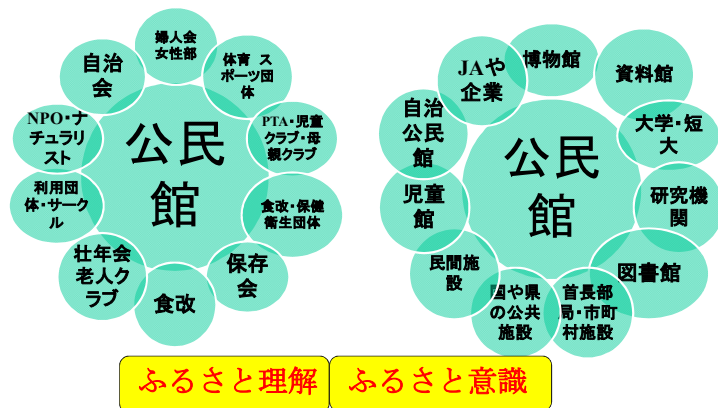 婦人会
女性部
体育 ス
ポーツ団
体
PTA・児童
クラブ・母
親クラブ
食改・保健
衛生団体
保存
会
食改
壮年会
老人ク
ラブ
利用団
体・サーク
ル
NPO・ナ
チュラリ
スト
自治
会
公民
館
博物館
資料館
大学・短
大
研究機
関
図書館
首長部
局・市町
村施設
国や県
の公共
施設
民間施
設
児童
館
自治
公民
館
JAや
企業
公民
館
ふるさと理解
ふるさと意識